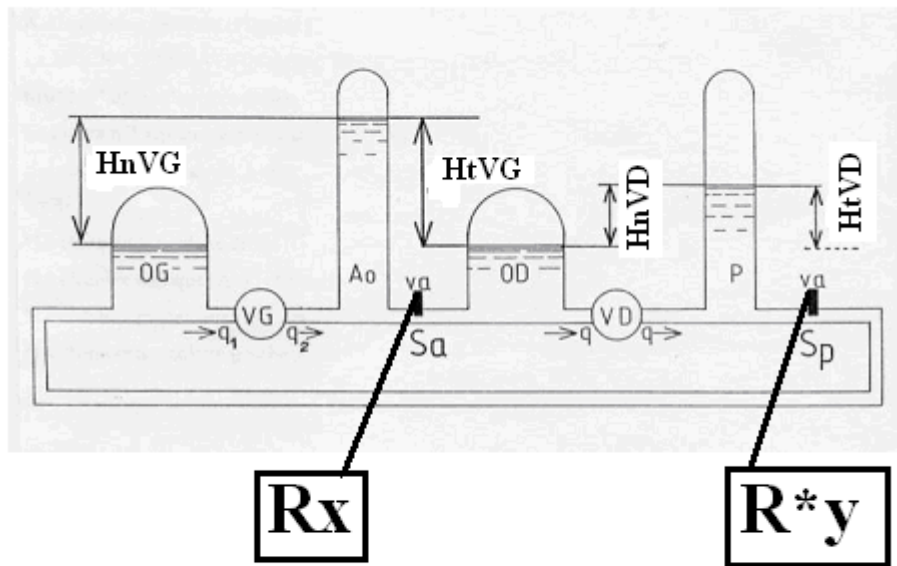 HnVG
HtVG
HnVD
HtVD
OG
Ao
OD
P
va
va
VG
VD
q1
q2
q
q
Sa
Sp
Rx
R*y